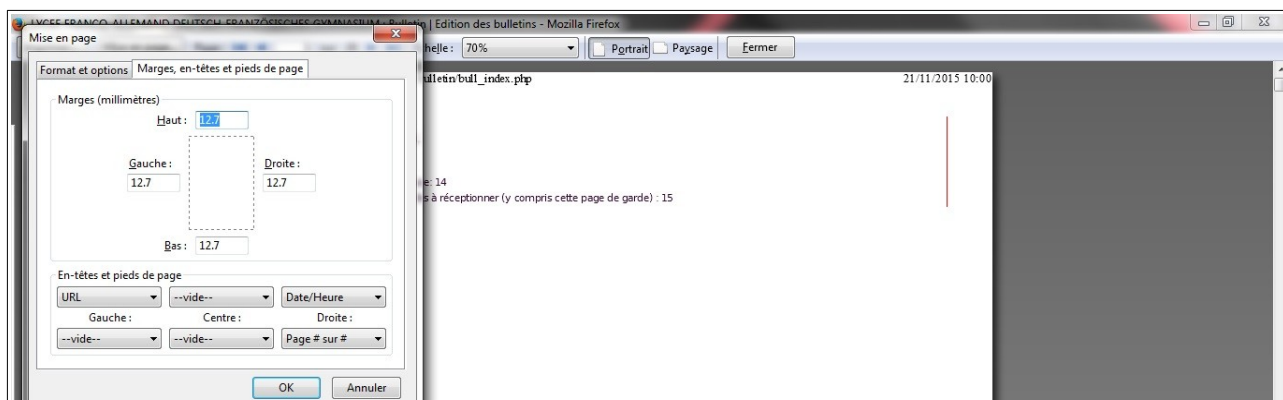 LYCEE FRANCO-ALLEMAND DEUTSCH-FRANZÖSISCHES GYMNASIUM : Bulletin | Edition des bulletins - Mozilla Firefox
Mise en page
Échelle : 70% Portrait Paysage Fermer
Format et options Marges, en-têtes et pieds de page
bulletin/bull_index.php 21/11/2015 10:00
Marges (millimètres)
Haut : 12.7
Gauche : Droite :
12.7 12.7
: 14
à réceptionner (y compris cette page de garde) : 15
Bas : 12.7
En-têtes et pieds de page
URL --vide-- Date/Heure
Gauche : Centre : Droite :
--vide-- --vide-- Page # sur #
OK Annuler